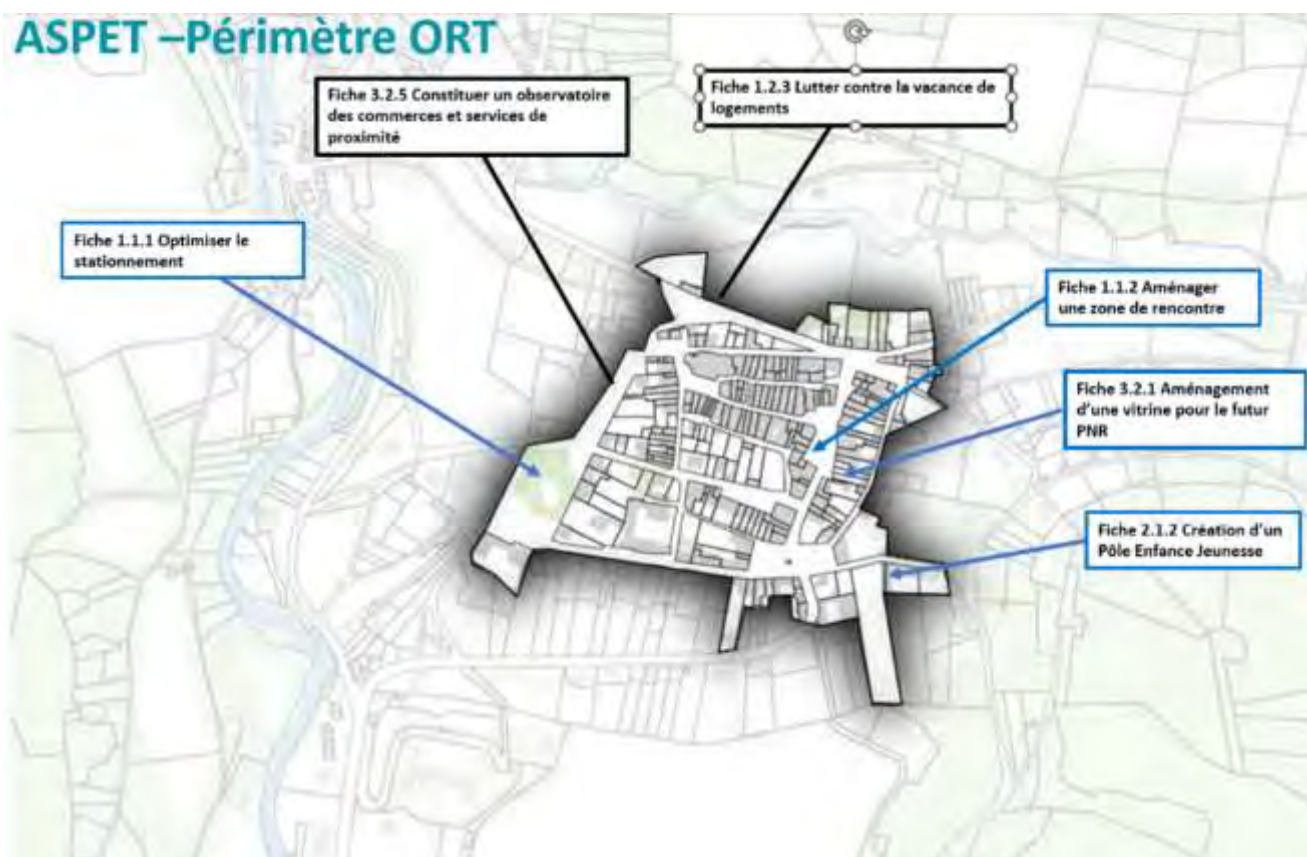 ASPET –Périmètre ORT
Fiche 3.2.5 Constituer un observatoire
des commerces et services de
proximité
Fiche 1.2.3 Lutter contre la vacance de
logements
Fiche 1.1.1 Optimiser le
stationnement
Fiche 1.1.2 Aménager
une zone de rencontre
Fiche 3.2.1 Aménagement
d'une vitrine pour le futur
PNR
Fiche 2.1.2 Création d'un
Pôle Enfance Jeunesse